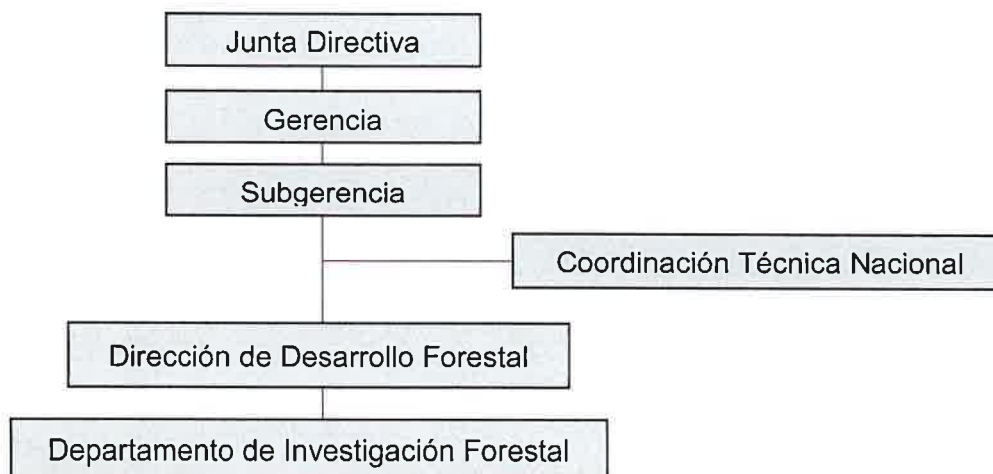 Junta Directiva
Gerencia
Subgerencia
Coordinación Técnica Nacional
Dirección de Desarrollo Forestal
Departamento de Investigación Forestal